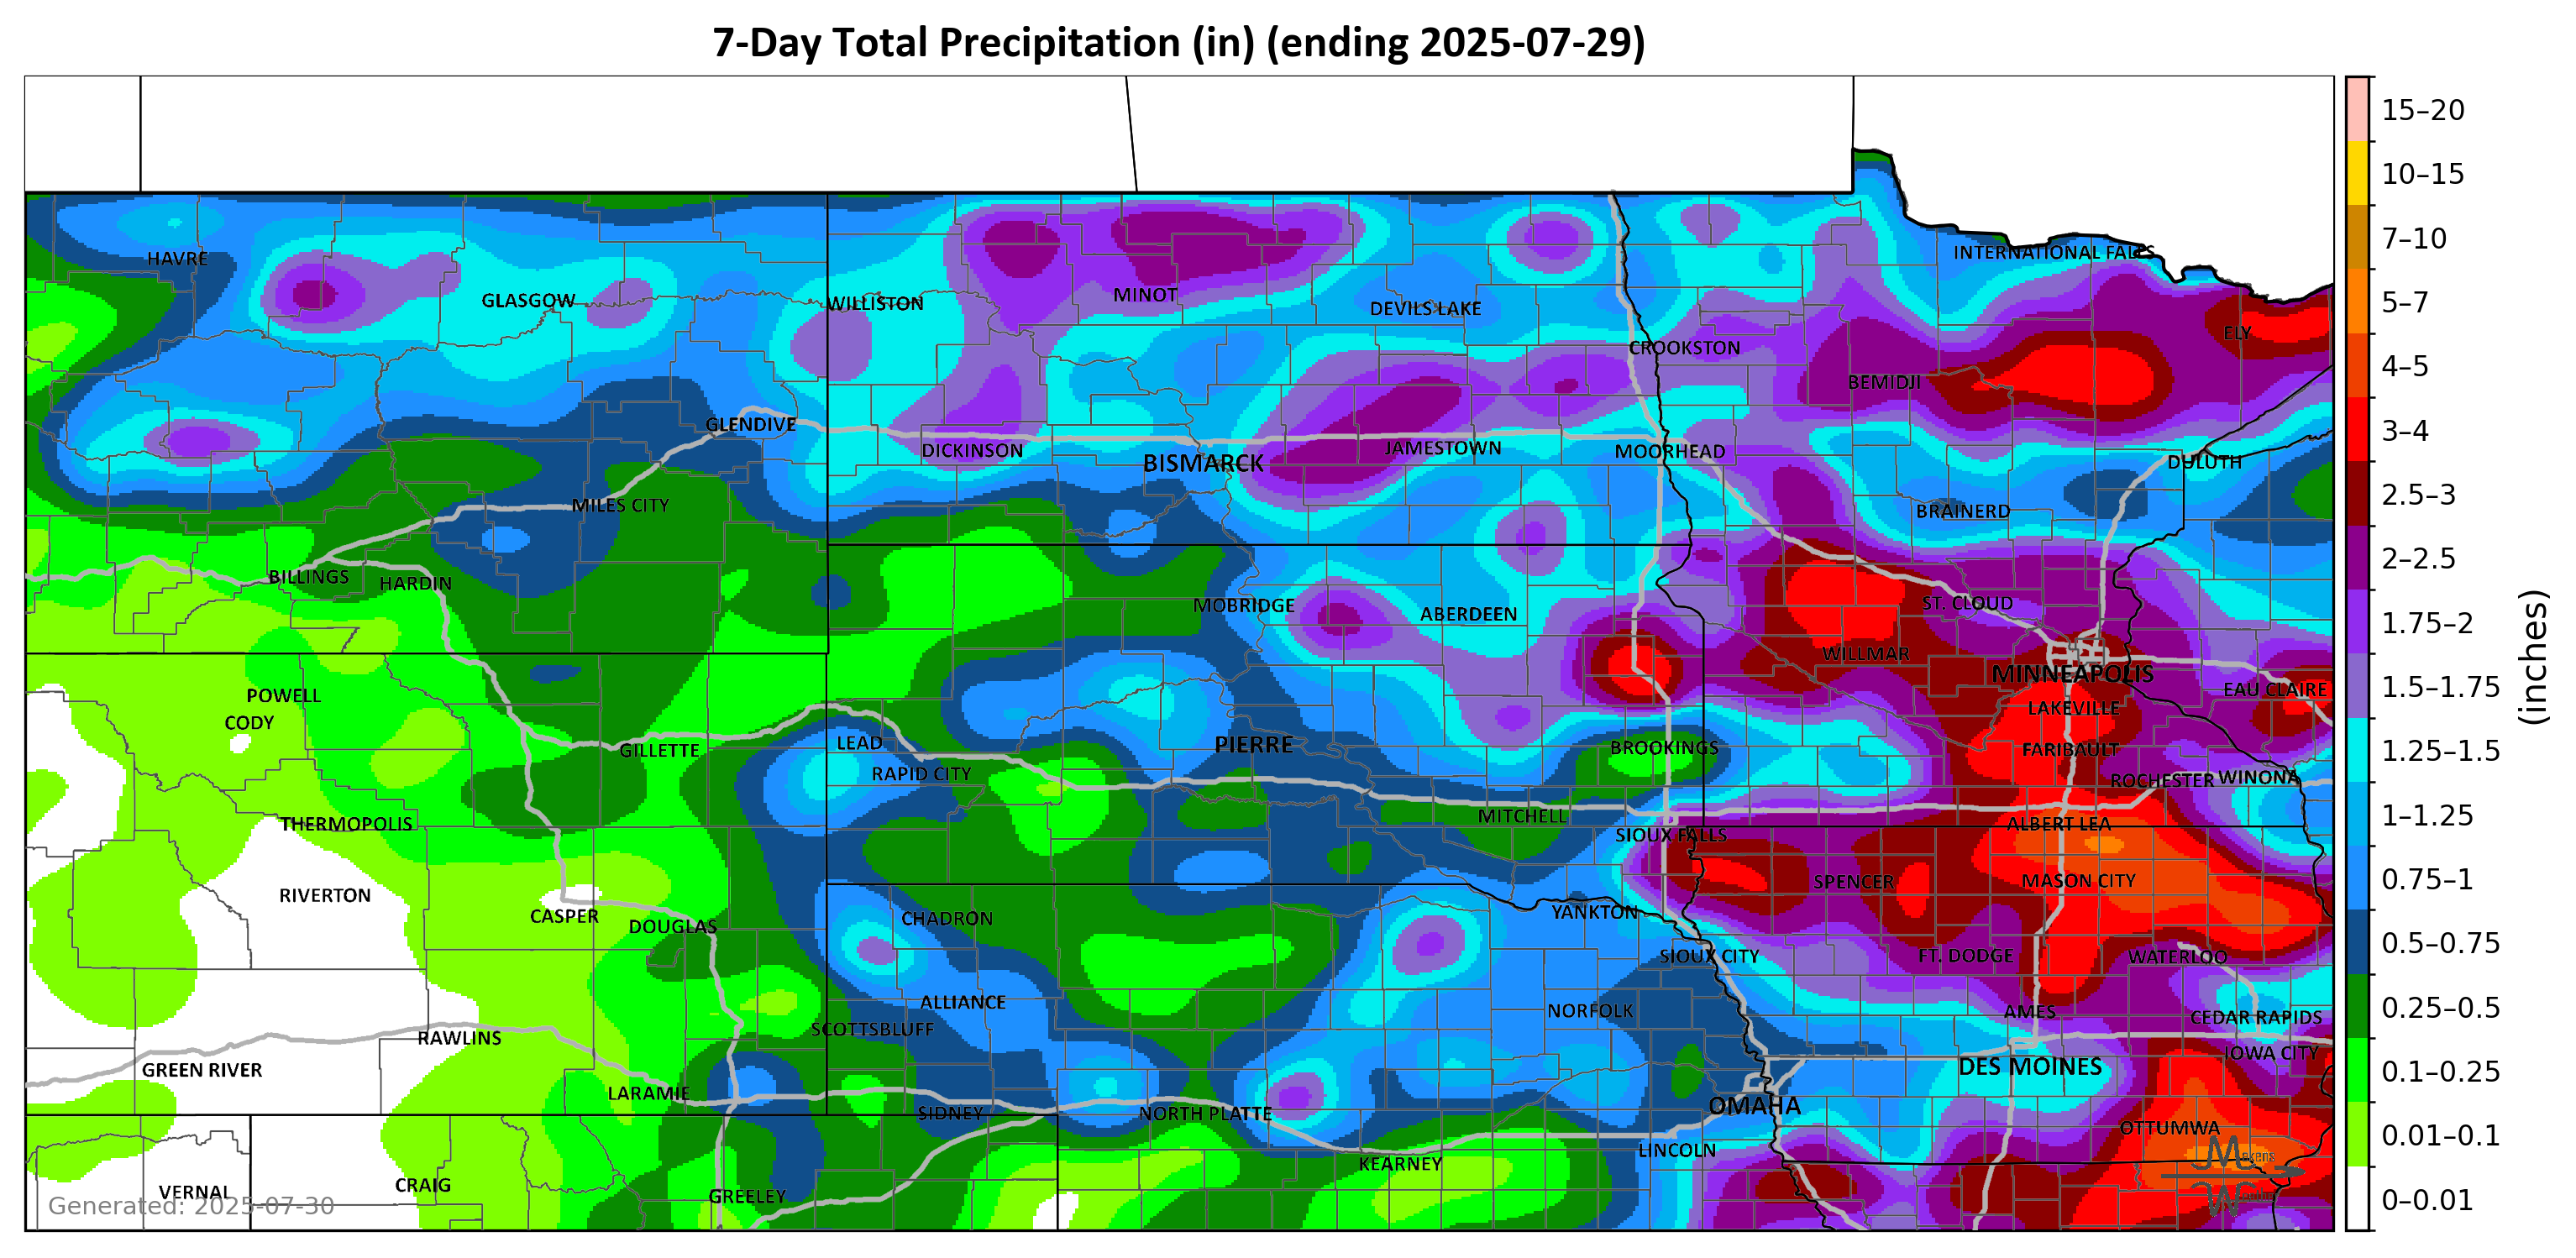 7-Day Total Precipitation (in) (ending 2025-07-29)
15–20
10–15
7–10
5–7
4–5
3–4
2.5–3
2–2.5
1.75–2
1.5–1.75
1.25–1.5
1–1.25
0.75–1
0.5–0.75
0.25–0.5
0.1–0.25
0.01–0.1
0–0.01
(inches)
INTERNATIONAL FALLS
HAVRE
GLASGOW
WILLISTON
MINOT
DEVILS LAKE
ELY
CROOKSTON
BEMIDJI
GLENDIVE
DICKINSON
BISMARCK
JAMESTOWN
MOORHEAD
DULUTH
MILES CITY
BRAINERD
BILLINGS
HARDIN
MOBRIDGE
ABERDEEN
ST. CLOUD
WILLMAR
MINNEAPOLIS
POWELL
EAU CLAIRE
CODY
LAKEVILLE
GILLETTE
LEAD
PIERRE
BROOKINGS
FARIBAULT
RAPID CITY
ROCHESTER
WINONA
THERMOPOLIS
MITCHELL
ALBERT LEA
SIOUX FALLS
RIVERTON
SPENCER
MASON CITY
CASPER
DOUGLAS
CHADRON
YANKTON
SIOUX CITY
FT. DODGE
WATERLOO
ALLIANCE
NORFOLK
AMES
CEDAR RAPIDS
SCOTTSBLUFF
RAWLINS
IOWA CITY
GREEN RIVER
DES MOINES
LARAMIE
SIDNEY
NORTH PLATTE
OMAHA
OTTUMWA
LINCOLN
KEARNEY
VERNAL
CRAIG
GREELEY
Generated: 2025-07-30